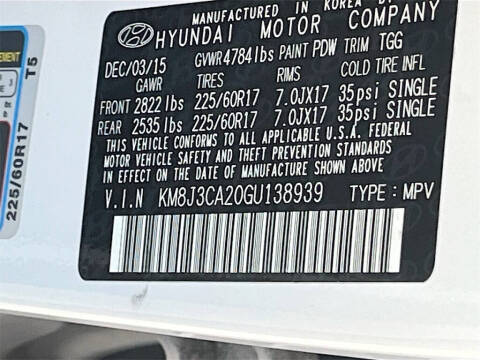 MANUFACTURED IN KOREA BY
HYUNDAI MOTOR COMPANY
DEC/03/15 GVWR 4784 lbs PAINT PDW TRIM TGG
GAWR TIRES RIMS COLD TIRE INFL
FRONT 2822 lbs 225/60R17 7.0JX17 35psi SINGLE
REAR 2535 lbs 225/60R17 7.0JX17 35psi SINGLE
THIS VEHICLE CONFORMS TO ALL APPLICABLE U.S.A. FEDERAL
MOTOR VEHICLE SAFETY AND THEFT PREVENTION STANDARDS
IN EFFECT ON THE DATE OF MANUFACTURE SHOWN ABOVE.
V.I.N KM8J3CA20GU138939 TYPE : MPV
225/60R17 T5